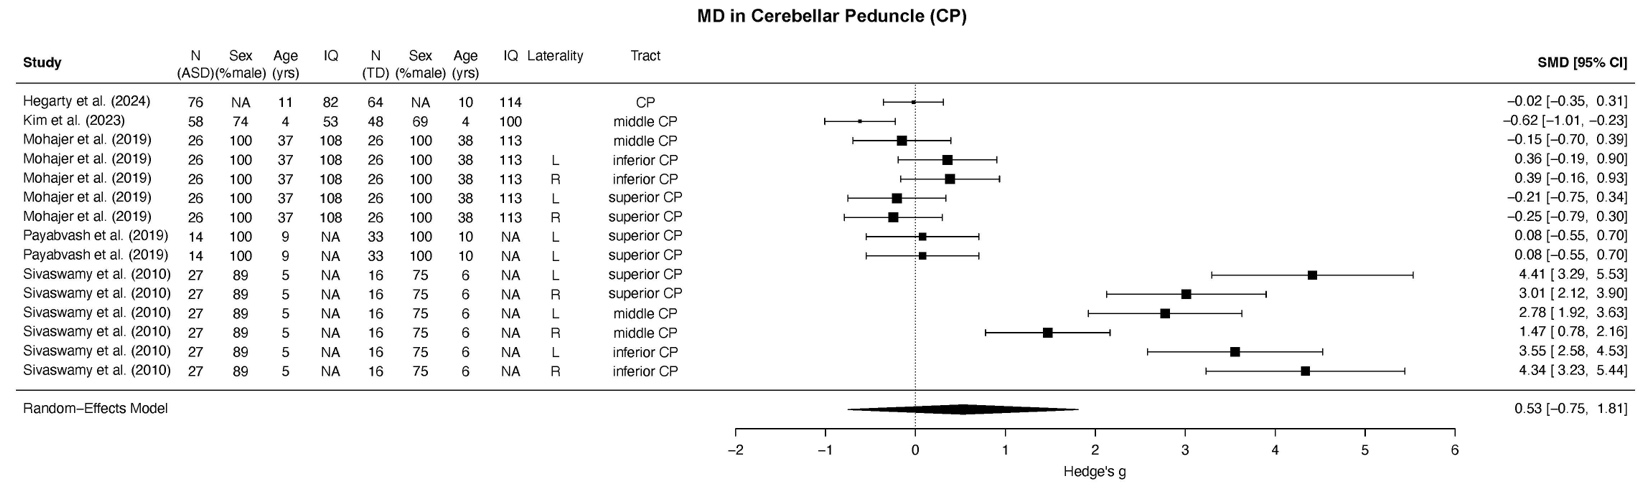 MD in Cerebellar Peduncle (CP)
Study N (ASD) Sex (%male) Age (yrs) IQ N (TD) Sex (%male) Age (yrs) IQ Laterality Tract SMD [95% CI]
Hegarty et al. (2024) 76 NA 11 82 64 NA 10 114 CP −0.02 [−0.35, 0.31]
Kim et al. (2023) 58 74 4 53 48 69 4 100 middle CP −0.62 [−1.01, −0.23]
Mohajer et al. (2019) 26 100 37 108 26 100 38 113 middle CP −0.15 [−0.70, 0.39]
Mohajer et al. (2019) 26 100 37 108 26 100 38 113 L inferior CP 0.36 [−0.19, 0.90]
Mohajer et al. (2019) 26 100 37 108 26 100 38 113 R inferior CP 0.39 [−0.16, 0.93]
Mohajer et al. (2019) 26 100 37 108 26 100 38 113 L superior CP −0.21 [−0.75, 0.34]
Mohajer et al. (2019) 26 100 37 108 26 100 38 113 R superior CP −0.25 [−0.79, 0.30]
Payabvash et al. (2019) 14 100 9 NA 33 100 10 NA L superior CP 0.08 [−0.55, 0.70]
Payabvash et al. (2019) 14 100 9 NA 33 100 10 NA L superior CP 0.08 [−0.55, 0.70]
Sivaswamy et al. (2010) 27 89 5 NA 16 75 6 NA L superior CP 4.41 [ 3.29, 5.53]
Sivaswamy et al. (2010) 27 89 5 NA 16 75 6 NA R superior CP 3.01 [ 2.12, 3.90]
Sivaswamy et al. (2010) 27 89 5 NA 16 75 6 NA L middle CP 2.78 [ 1.92, 3.63]
Sivaswamy et al. (2010) 27 89 5 NA 16 75 6 NA R middle CP 1.47 [ 0.78, 2.16]
Sivaswamy et al. (2010) 27 89 5 NA 16 75 6 NA L inferior CP 3.55 [ 2.58, 4.53]
Sivaswamy et al. (2010) 27 89 5 NA 16 75 6 NA R inferior CP 4.34 [ 3.23, 5.44]
Random−Effects Model 0.53 [−0.75, 1.81]
−2 −1 0 1 2 3 4 5 6
Hedge's g